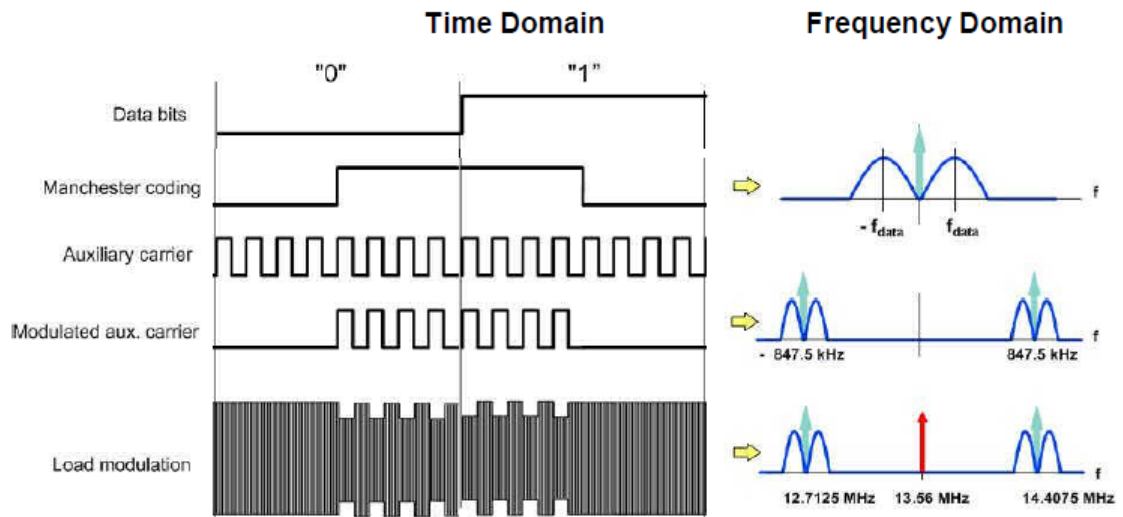 Time Domain
Frequency Domain
"0"
"1”
Data bits
Manchester coding
f
- fdata
fdata
Auxiliary carrier
Modulated aux. carrier
f
- 847.5 kHz
847.5 kHz
Load modulation
f
12.7125 MHz
13.56 MHz
14.4075 MHz